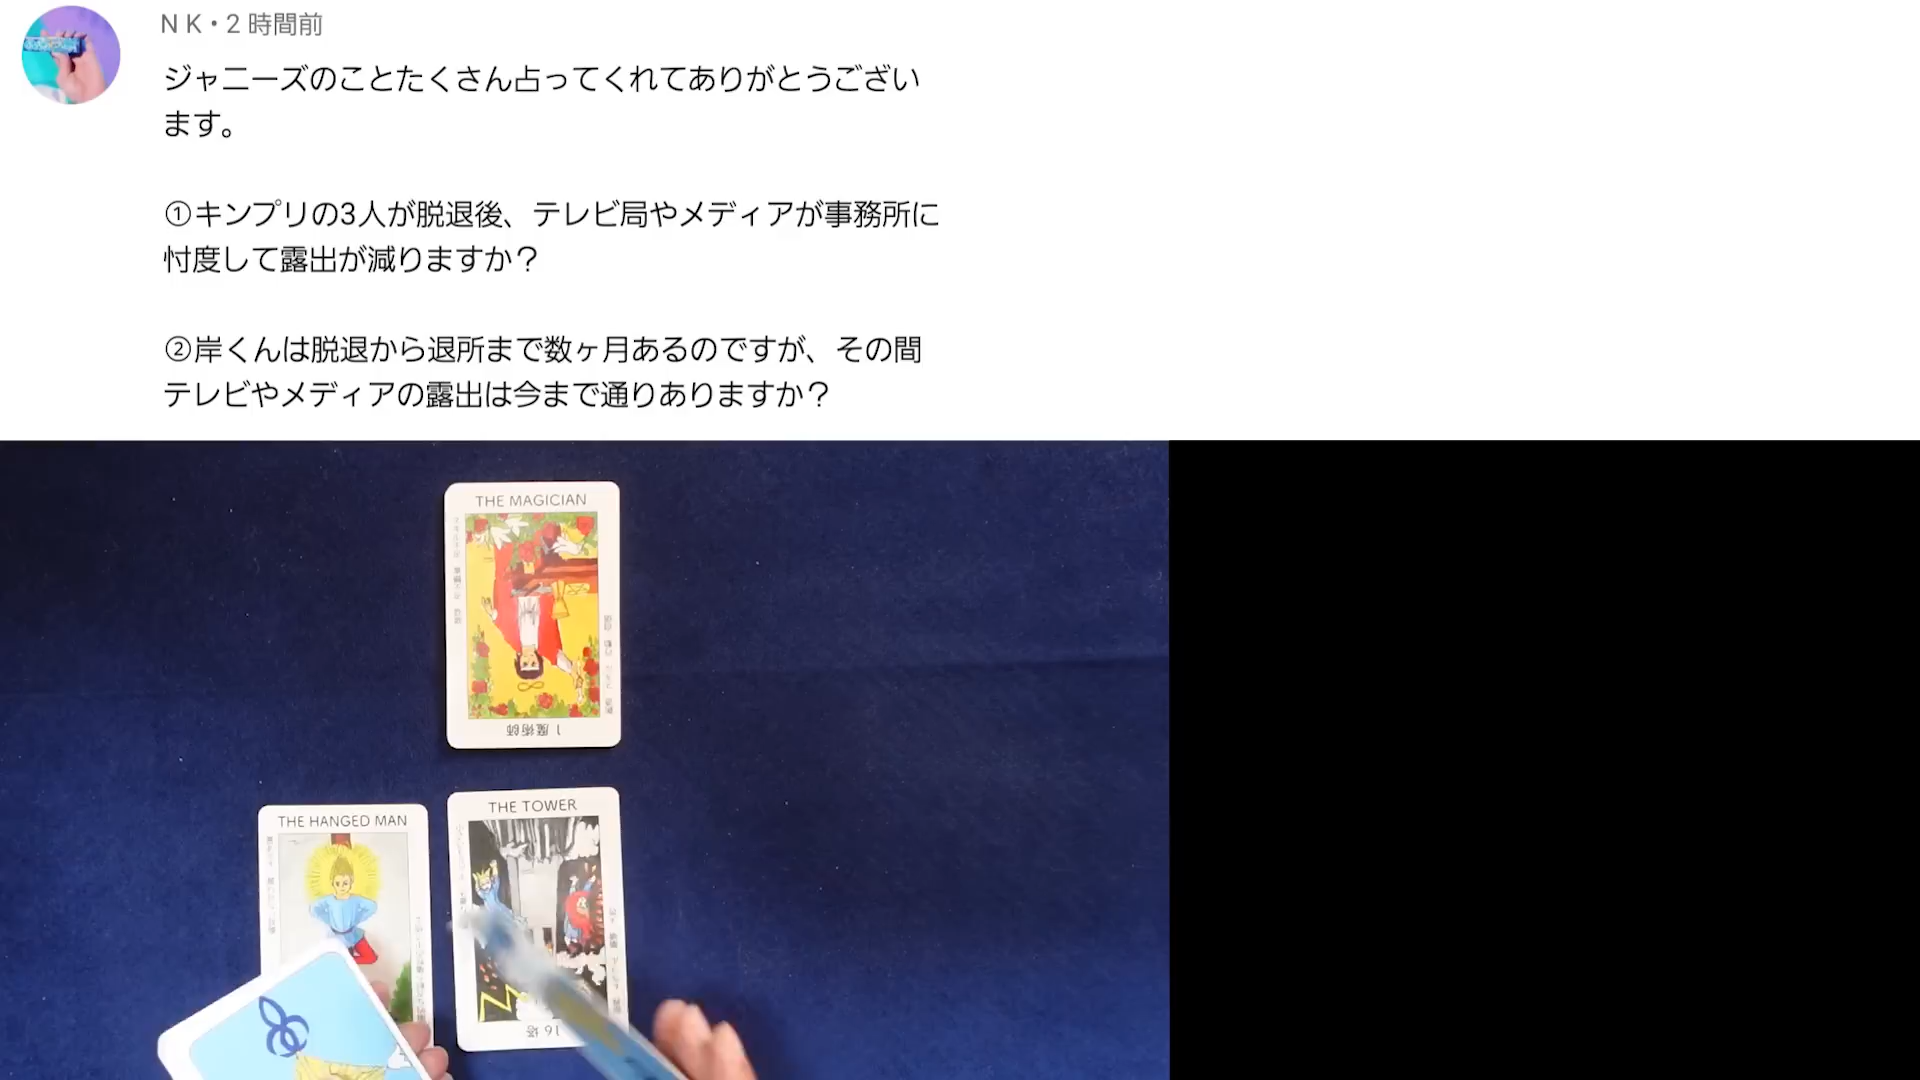 N K • 2 時間前
ジャニーズのことたくさん占ってくれてありがとうござい
ます。
①キンプリの3人が脱退後、テレビ局やメディアが事務所に
忖度して露出が減りますか？
②岸くんは脱退から退所まで数ヶ月あるのですが、その間
テレビやメディアの露出は今まで通りありますか？
THE MAGICIAN
1 魔術師
THE HANGED MAN
THE TOWER
16 塔